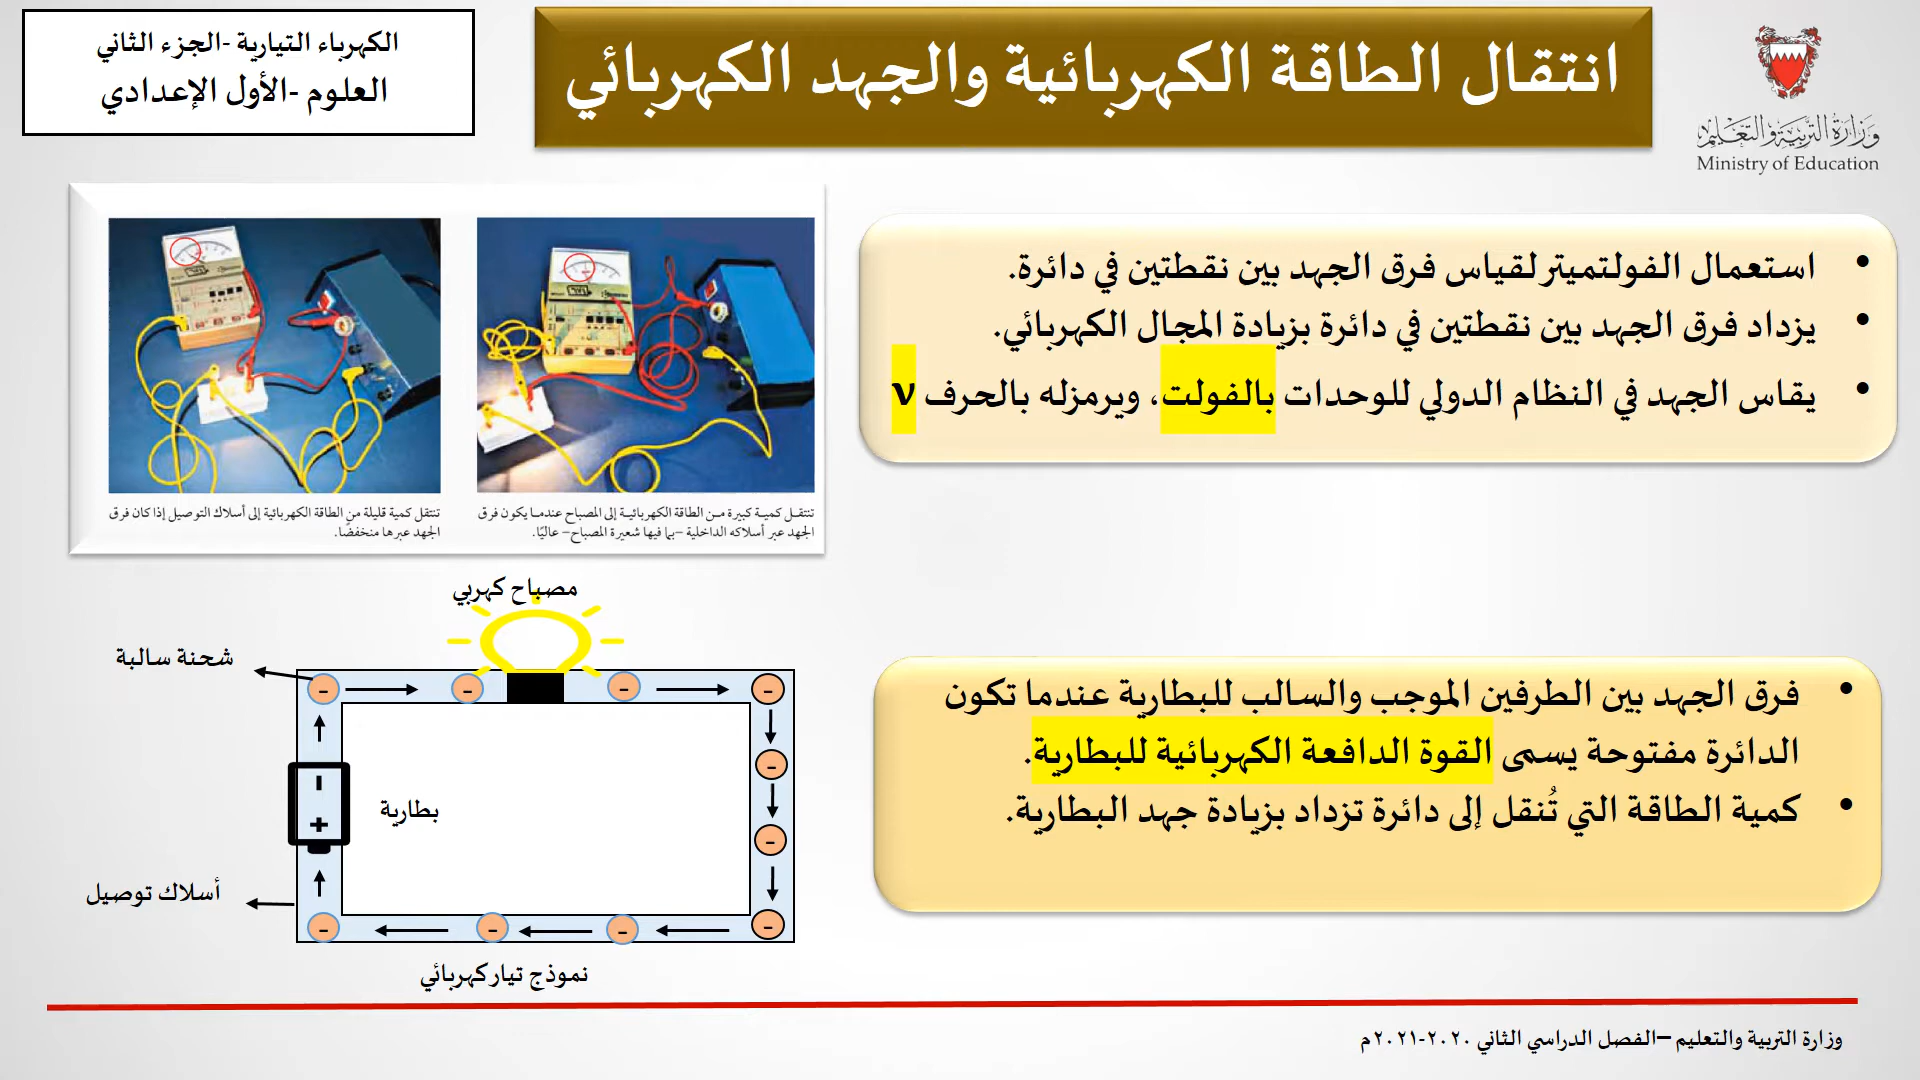 الكهرباء التيارية -الجزء الثاني
العلوم -الأول الإعدادي
انتقال الطاقة الكهربائية والجهد الكهربائي
وزارة التربية والتعليم
Ministry of Education
• استعمال الفولتميتر لقياس فرق الجهد بين نقطتين في دائرة.
• يزداد فرق الجهد بين نقطتين في دائرة بزيادة المجال الكهربائي.
• يقاس الجهد في النظام الدولي للوحدات بالفولت، ويرمزله بالحرف v
تنتقل كمية كبيرة من الطاقة الكهربائية إلى المصباح عندما يكون فرق
الجهد عبر أسلاكه الداخلية –بما فيها شعيرة المصباح– عاليًا.
تنتقل كمية قليلة من الطاقة الكهربائية إلى أسلاك التوصيل إذا كان فرق
الجهد عبرها منخفضًا.
• فرق الجهد بين الطرفين الموجب والسالب للبطارية عندما تكون
الدائرة مفتوحة يسمى القوة الدافعة الكهربائية للبطارية.
• كمية الطاقة التي تُنقل إلى دائرة تزداد بزيادة جهد البطارية.
مصباح كهربي
شحنة سالبة
- - - -
-
-
-
+
بطارية
أسلاك توصيل
- - - -
نموذج تيار كهربائي
وزارة التربية والتعليم –الفصل الدراسي الثاني ٢٠٢٠-٢٠٢١م